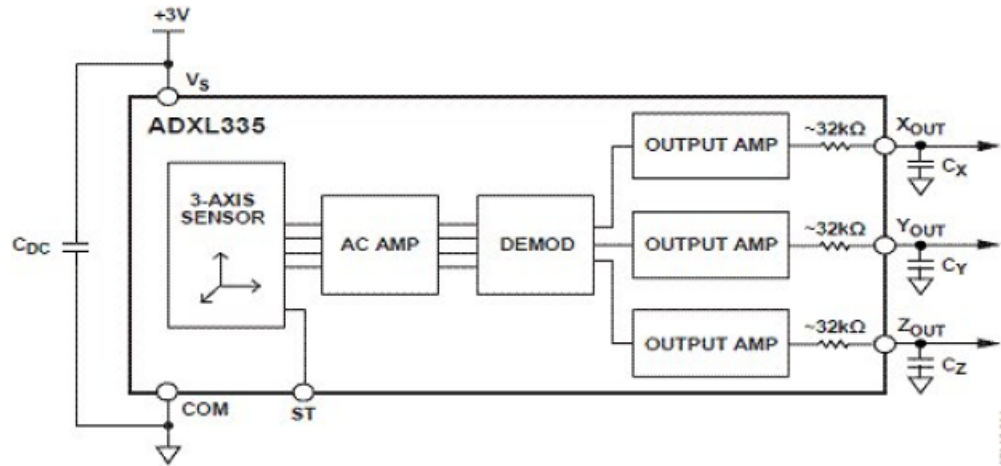 +3V
VS
ADXL335
3-AXIS
SENSOR
AC AMP
DEMOD
OUTPUT AMP
~32kΩ
XOUT
CX
OUTPUT AMP
~32kΩ
YOUT
CY
OUTPUT AMP
~32kΩ
ZOUT
CZ
CDC
COM
ST